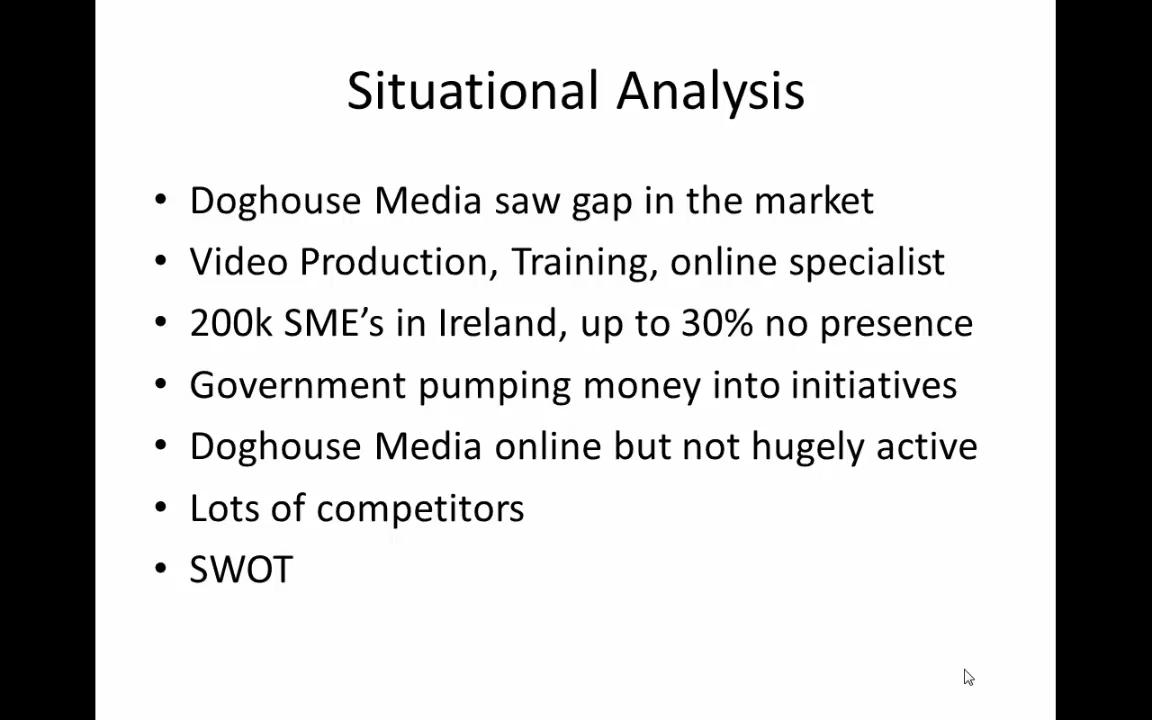 Situational Analysis
• Doghouse Media saw gap in the market
• Video Production, Training, online specialist
• 200k SME’s in Ireland, up to 30% no presence
• Government pumping money into initiatives
• Doghouse Media online but not hugely active
• Lots of competitors
• SWOT